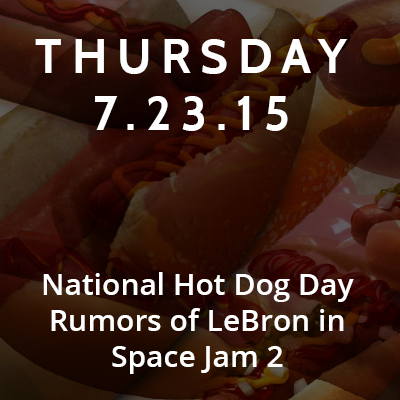 THURSDAY
7.23.15
National Hot Dog Day
Rumors of LeBron in
Space Jam 2